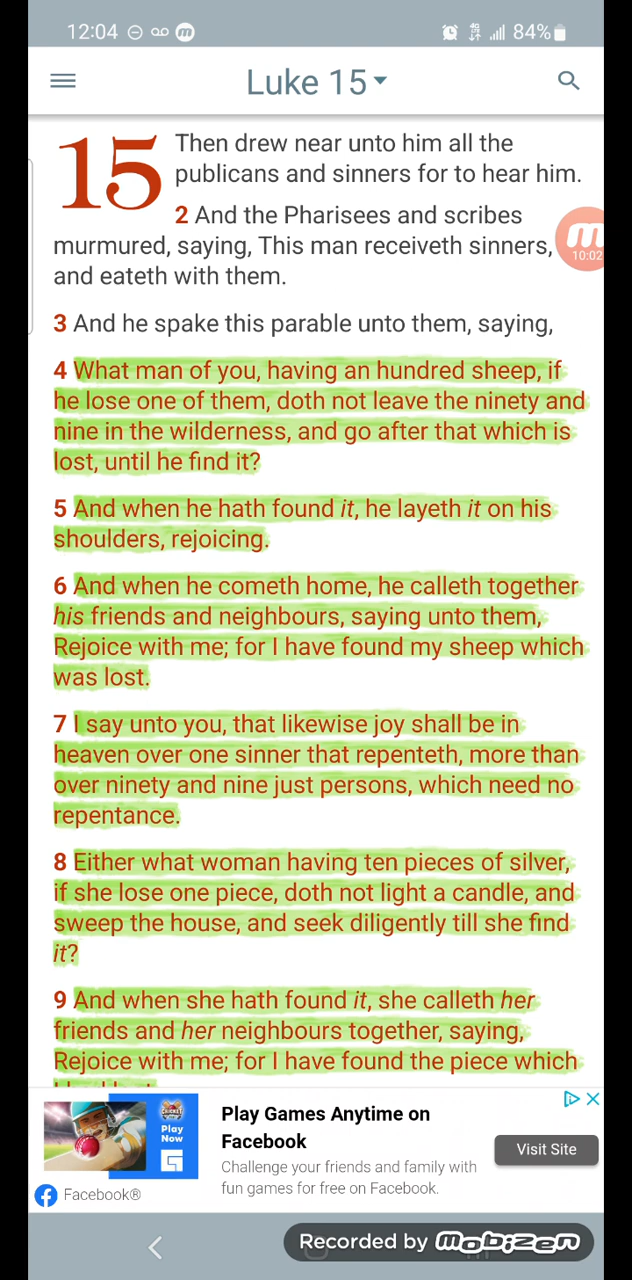 12:04
84%
Luke 15
15 Then drew near unto him all the
publicans and sinners for to hear him.
2 And the Pharisees and scribes
murmured, saying, This man receiveth sinners,
and eateth with them.
10:02
3 And he spake this parable unto them, saying,
4 What man of you, having an hundred sheep, if
he lose one of them, doth not leave the ninety and
nine in the wilderness, and go after that which is
lost, until he find it?
5 And when he hath found it, he layeth it on his
shoulders, rejoicing.
6 And when he cometh home, he calleth together
his friends and neighbours, saying unto them,
Rejoice with me; for I have found my sheep which
was lost.
7 I say unto you, that likewise joy shall be in
heaven over one sinner that repenteth, more than
over ninety and nine just persons, which need no
repentance.
8 Either what woman having ten pieces of silver,
if she lose one piece, doth not light a candle, and
sweep the house, and seek diligently till she find
it?
9 And when she hath found it, she calleth her
friends and her neighbours together, saying,
Rejoice with me; for I have found the piece which
CRICKET
Play
Now
Facebook®
Play Games Anytime on
Facebook
Challenge your friends and family with
fun games for free on Facebook.
Visit Site
Recorded by mobizen